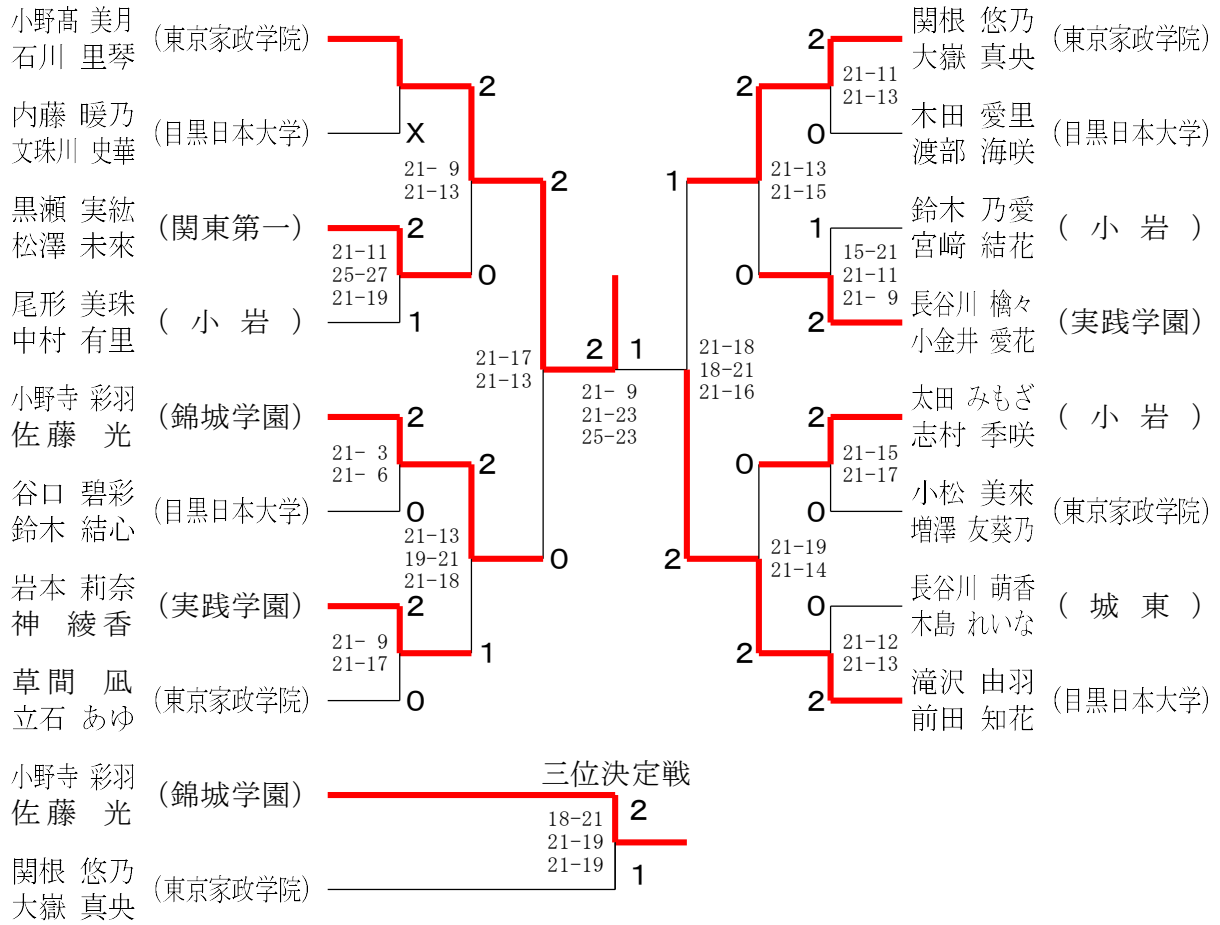 小野髙 美月
石川 里琴
(東京家政学院)
内藤 暖乃
文珠川 史華
(目黒日本大学)
X
2
21- 9
21-13
黒瀬 実紘
松澤 未來
(関東第一)
2
21-11
25-27
21-19
尾形 美珠
中村 有里
( 小 岩 )
1
0
2
小野寺 彩羽
佐藤 光
(錦城学園)
2
21- 3
21- 6
谷口 碧彩
鈴木 結心
(目黒日本大学)
0
2
21-13
19-21
21-18
岩本 莉奈
神 綾香
(実践学園)
2
21- 9
21-17
草間 凪
立石 あゆ
(東京家政学院)
0
1
0
21-17
21-13
2
1
21- 9
21-23
25-23
関根 悠乃
大嶽 真央
(東京家政学院)
2
21-11
21-13
木田 愛里
渡部 海咲
(目黒日本大学)
0
2
21-13
21-15
鈴木 乃愛
宮﨑 結花
( 小 岩 )
1
15-21
21-11
21- 9
長谷川 檎々
小金井 愛花
(実践学園)
2
0
1
21-18
18-21
21-16
太田 みもざ
志村 季咲
( 小 岩 )
2
21-15
21-17
小松 美來
増澤 友葵乃
(東京家政学院)
0
0
21-19
21-14
長谷川 萌香
木島 れいな
( 城 東 )
0
21-12
21-13
滝沢 由羽
前田 知花
(目黒日本大学)
2
2
2
三位決定戦
小野寺 彩羽
佐藤 光
(錦城学園)
2
18-21
21-19
21-19
関根 悠乃
大嶽 真央
(東京家政学院)
1